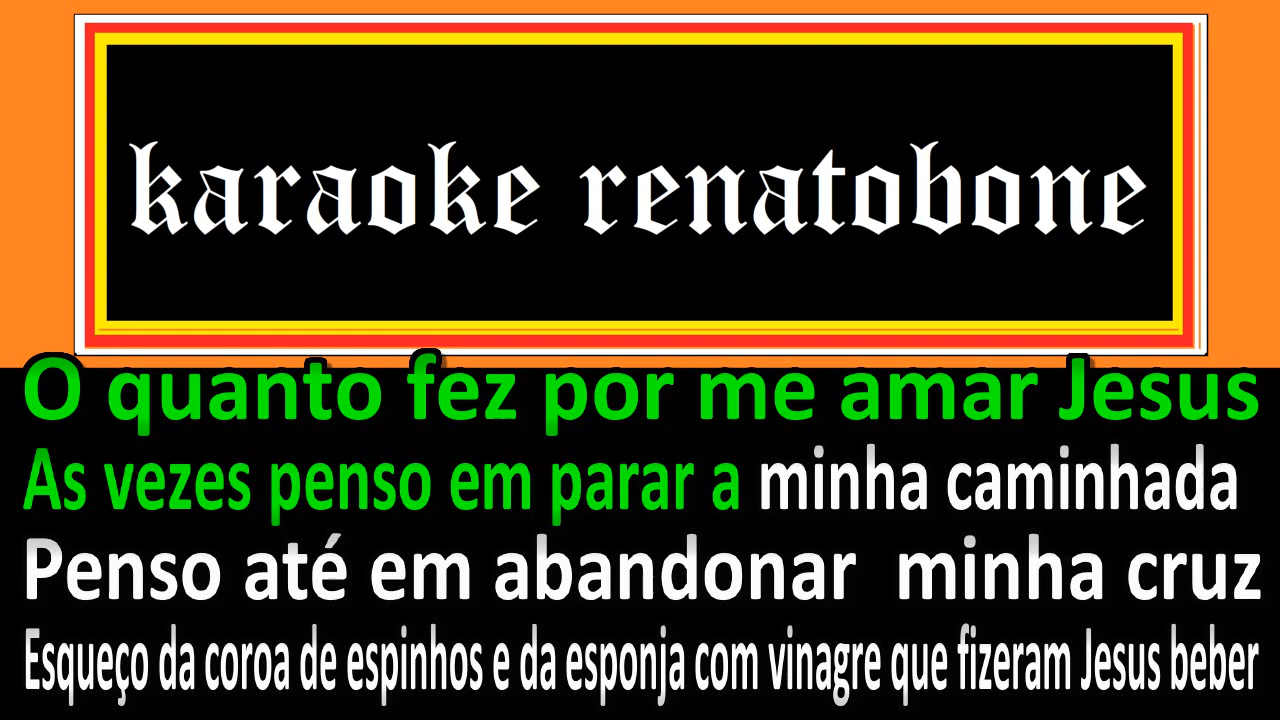 karaoke renatobone
O quanto fez por me amar Jesus
As vezes penso em parar a minha caminhada
Penso até em abandonar minha cruz
Esqueço da coroa de espinhos e da esponja com vinagre que fizeram Jesus beber